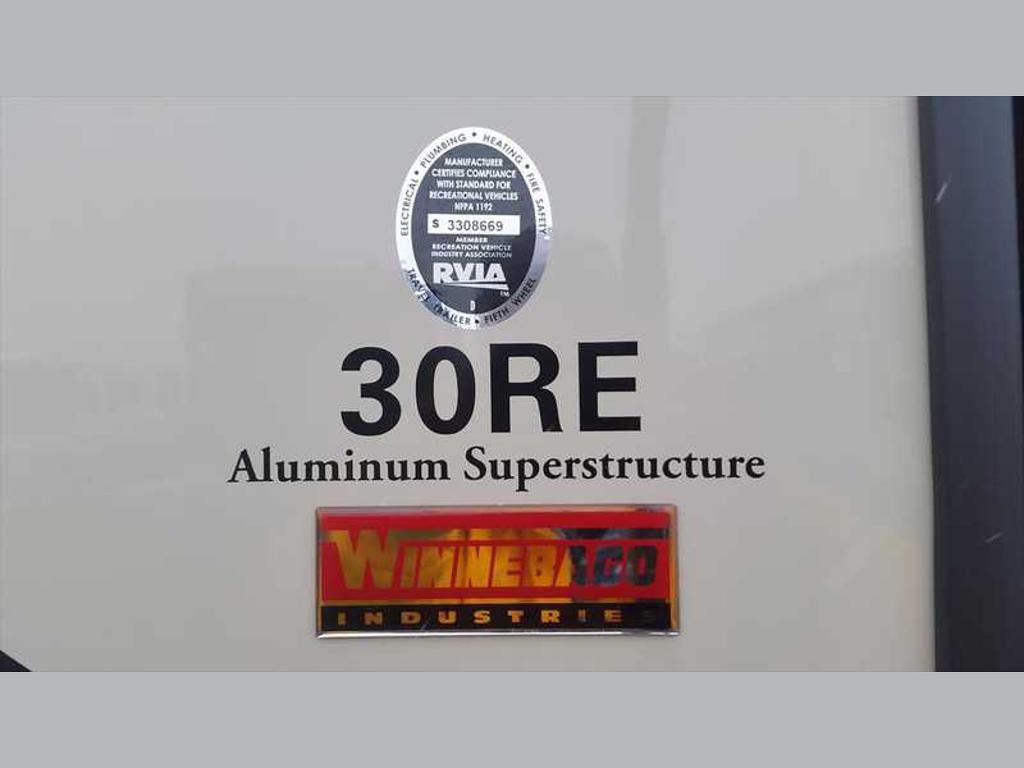 ELECTRICAL • PLUMBING • HEATING • FIRE SAFETY
MANUFACTURER
CERTIFIES COMPLIANCE
WITH STANDARD FOR
RECREATIONAL VEHICLES
NFPA 1192
S 3308669
MEMBER
RECREATION VEHICLE
INDUSTRY ASSOCIATION
RVIA
TM
D
TRAVEL TRAILER • FIFTH WHEEL
30RE
Aluminum Superstructure
WINNEBAGO
INDUSTRIES